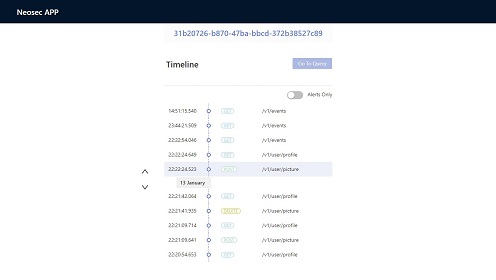 Neosec APP
31b20726-b870-47ba-bbcd-372b38527c89
Timeline
Go To Query
Alerts Only
14:51:15.540 GET /v1/events
23:44:21.509 GET /v1/events
22:22:54.046 GET /v1/events
22:22:24.649 GET /v1/user/profile
22:22:24.523 POST /v1/user/picture
13 January
22:21:42.064 GET /v1/user/profile
22:21:41.935 DELETE /v1/user/picture
22:21:09.714 GET /v1/user/profile
22:21:09.641 POST /v1/user/picture
22:20:54.653 GET /v1/user/profile